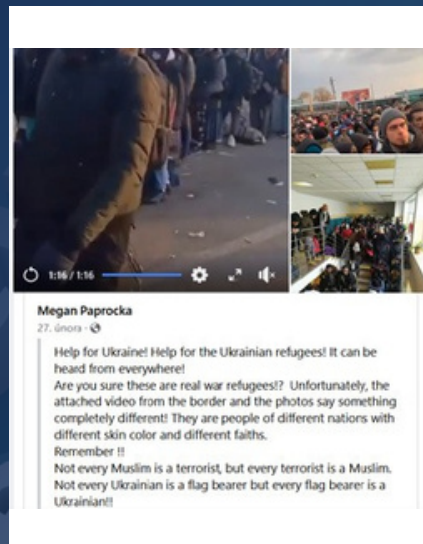 1:16 / 1:16
Megan Paprocka
27. února
Help for Ukraine! Help for the Ukrainian refugees! It can be
heard from everywhere!
Are you sure these are real war refugees!? Unfortunately, the
attached video from the border and the photos say something
completely different! They are people of different nations with
different skin color and different faiths.
Remember !!
Not every Muslim is a terrorist, but every terrorist is a Muslim.
Not every Ukrainian is a flag bearer but every flag bearer is a
Ukrainian!!